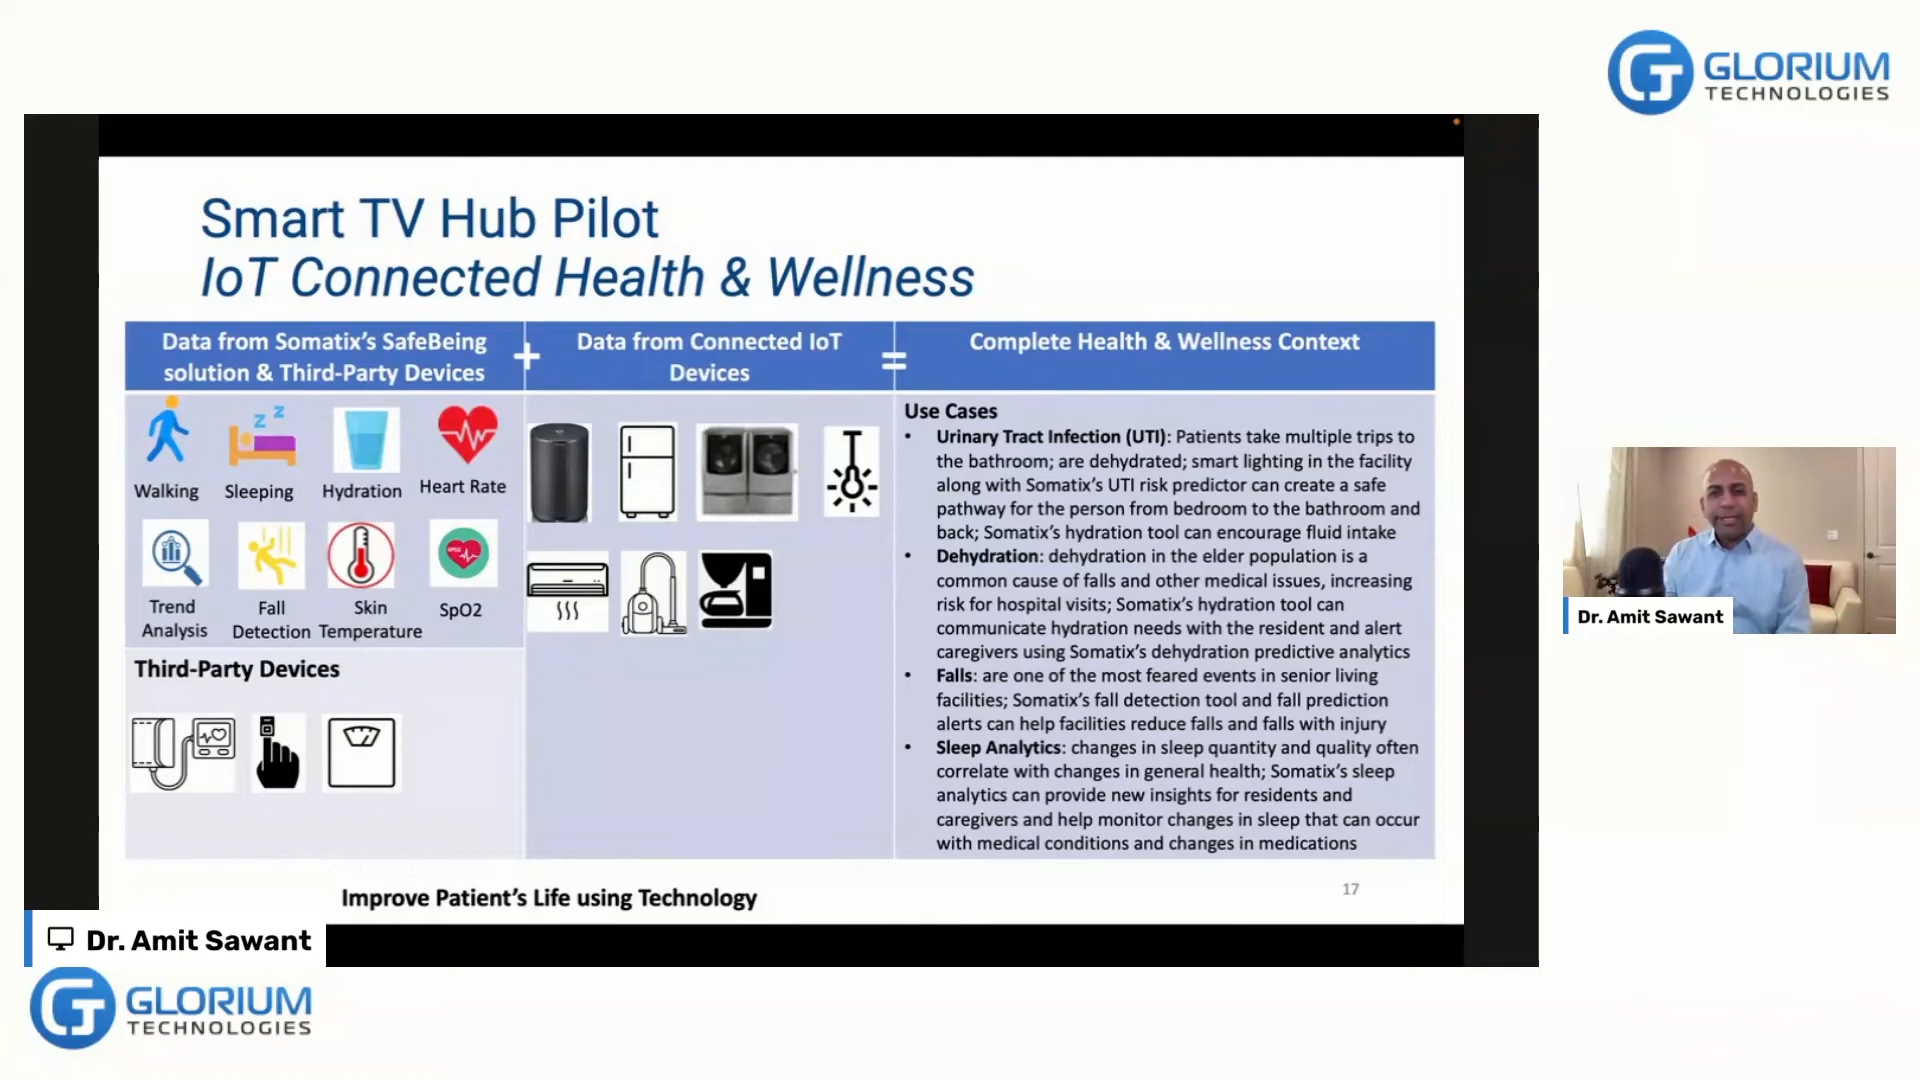 GLORIUM
TECHNOLOGIES
Smart TV Hub Pilot
IoT Connected Health & Wellness
Data from Somatix's SafeBeing
solution & Third-Party Devices
+
Data from Connected IoT
Devices
=
Complete Health & Wellness Context
Walking
Sleeping
Hydration
Heart Rate
Trend
Analysis
Fall
Detection
Skin
Temperature
SPO2
SpO2
Third-Party Devices
Use Cases
• Urinary Tract Infection (UTI): Patients take multiple trips to
the bathroom; are dehydrated; smart lighting in the facility
along with Somatix's UTI risk predictor can create a safe
pathway for the person from bedroom to the bathroom and
back; Somatix's hydration tool can encourage fluid intake
• Dehydration: dehydration in the elder population is a
common cause of falls and other medical issues, increasing
risk for hospital visits; Somatix's hydration tool can
communicate hydration needs with the resident and alert
caregivers using Somatix's dehydration predictive analytics
• Falls: are one of the most feared events in senior living
facilities; Somatix's fall detection tool and fall prediction
alerts can help facilities reduce falls and falls with injury
• Sleep Analytics: changes in sleep quantity and quality often
correlate with changes in general health; Somatix's sleep
analytics can provide new insights for residents and
caregivers and help monitor changes in sleep that can occur
with medical conditions and changes in medications
Improve Patient's Life using Technology
17
Dr. Amit Sawant
Dr. Amit Sawant
GLORIUM
TECHNOLOGIES